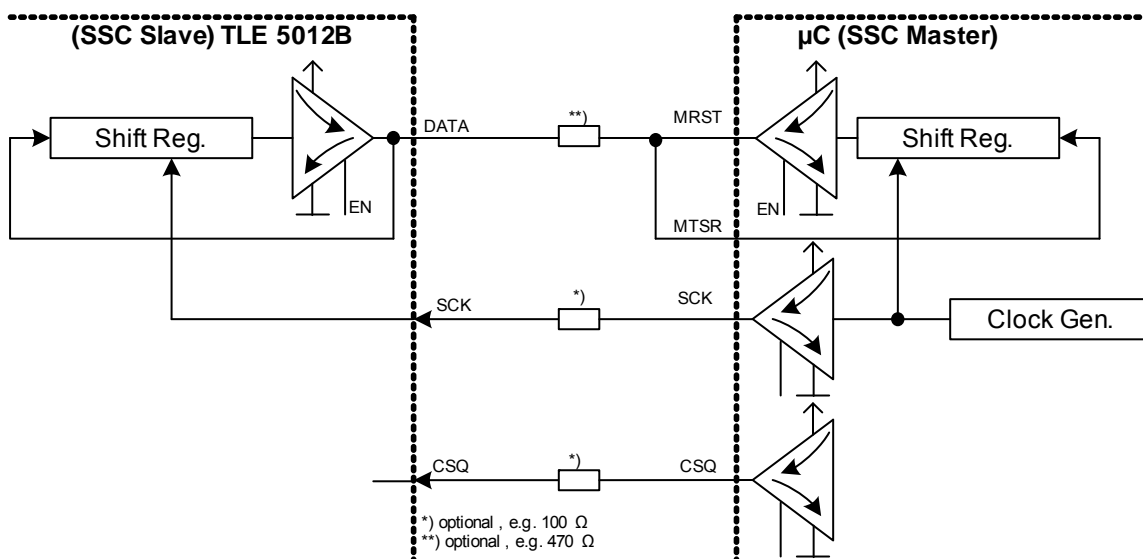 (SSC Slave) TLE 5012B
µC (SSC Master)
Shift Reg.
EN
DATA
**)
MRST
EN
Shift Reg.
MTSR
SCK
*)
SCK
Clock Gen.
CSQ
*)
CSQ
*) optional , e.g. 100 Ω
**) optional , e.g. 470 Ω